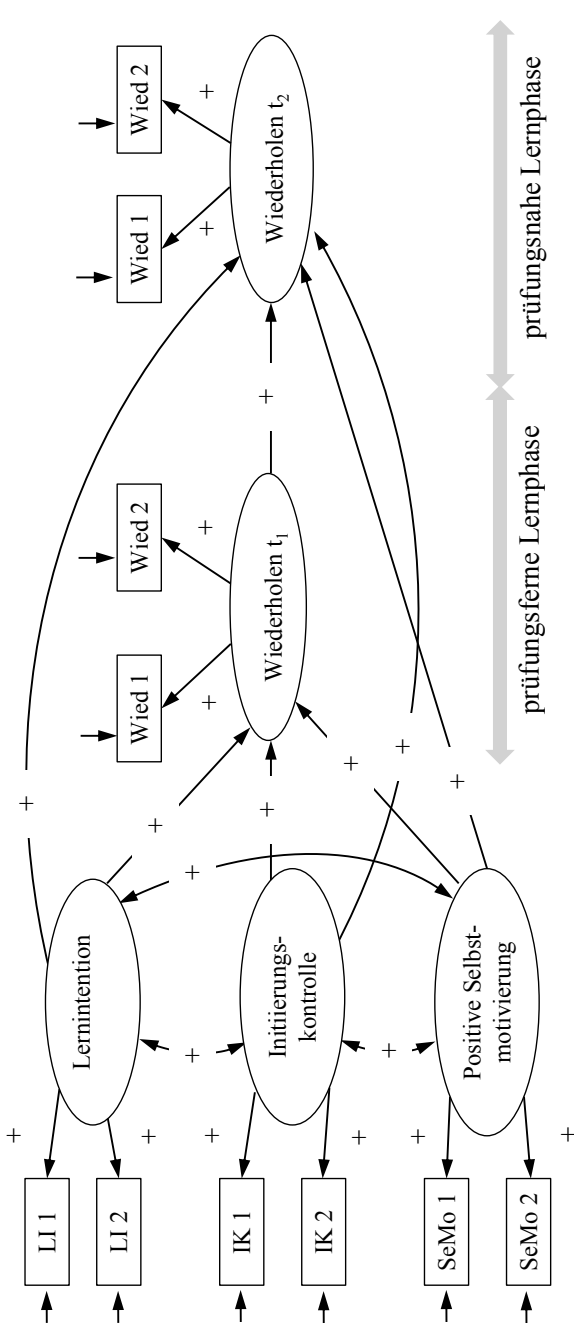 LI 1
LI 2
IK 1
IK 2
SeMo 1
SeMo 2
+
+
+
+
+
+
Lernintention
Initiierungs-
kontrolle
Positive Selbst-
motivierung
+
+
+
+
+
+
+
+
+
Wied 1
Wied 2
+
+
Wiederholen t1
+
Wied 1
Wied 2
+
+
Wiederholen t2
prüfungsferne Lernphase
prüfungsnahe Lernphase